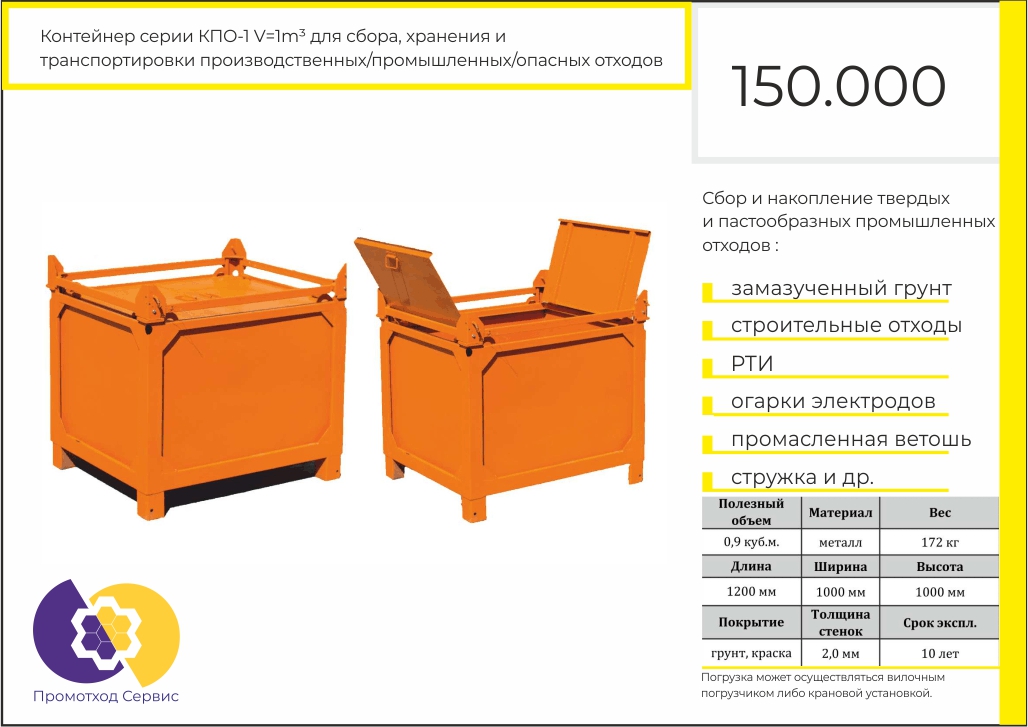 Контейнер серии КПО-1 V=1m³ для сбора, хранения и
транспортировки производственных/промышленных/опасных отходов
150.000
Сбор и накопление твердых
и пастообразных промышленных
отходов :
замазученный грунт
строительные отходы
РТИ
огарки электродов
промасленная ветошь
стружка и др.
Полезный объем Материал Вес
0,9 куб.м. металл 172 кг
Длина Ширина Высота
1200 мм 1000 мм 1000 мм
Покрытие Толщина стенок Срок экспл.
грунт, краска 2,0 мм 10 лет
Погрузка может осуществляться вилочным
погрузчиком либо крановой установкой.
Промотход Сервис